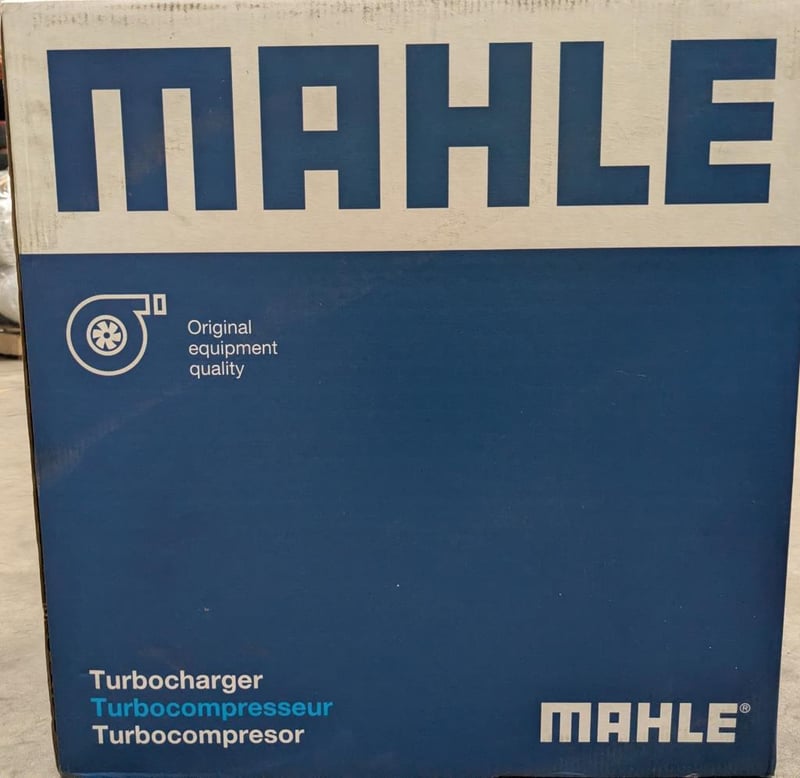 MAHLE
Original
equipment
quality
Turbocharger
Turbocompresseur
Turbocompresor
MAHLE®